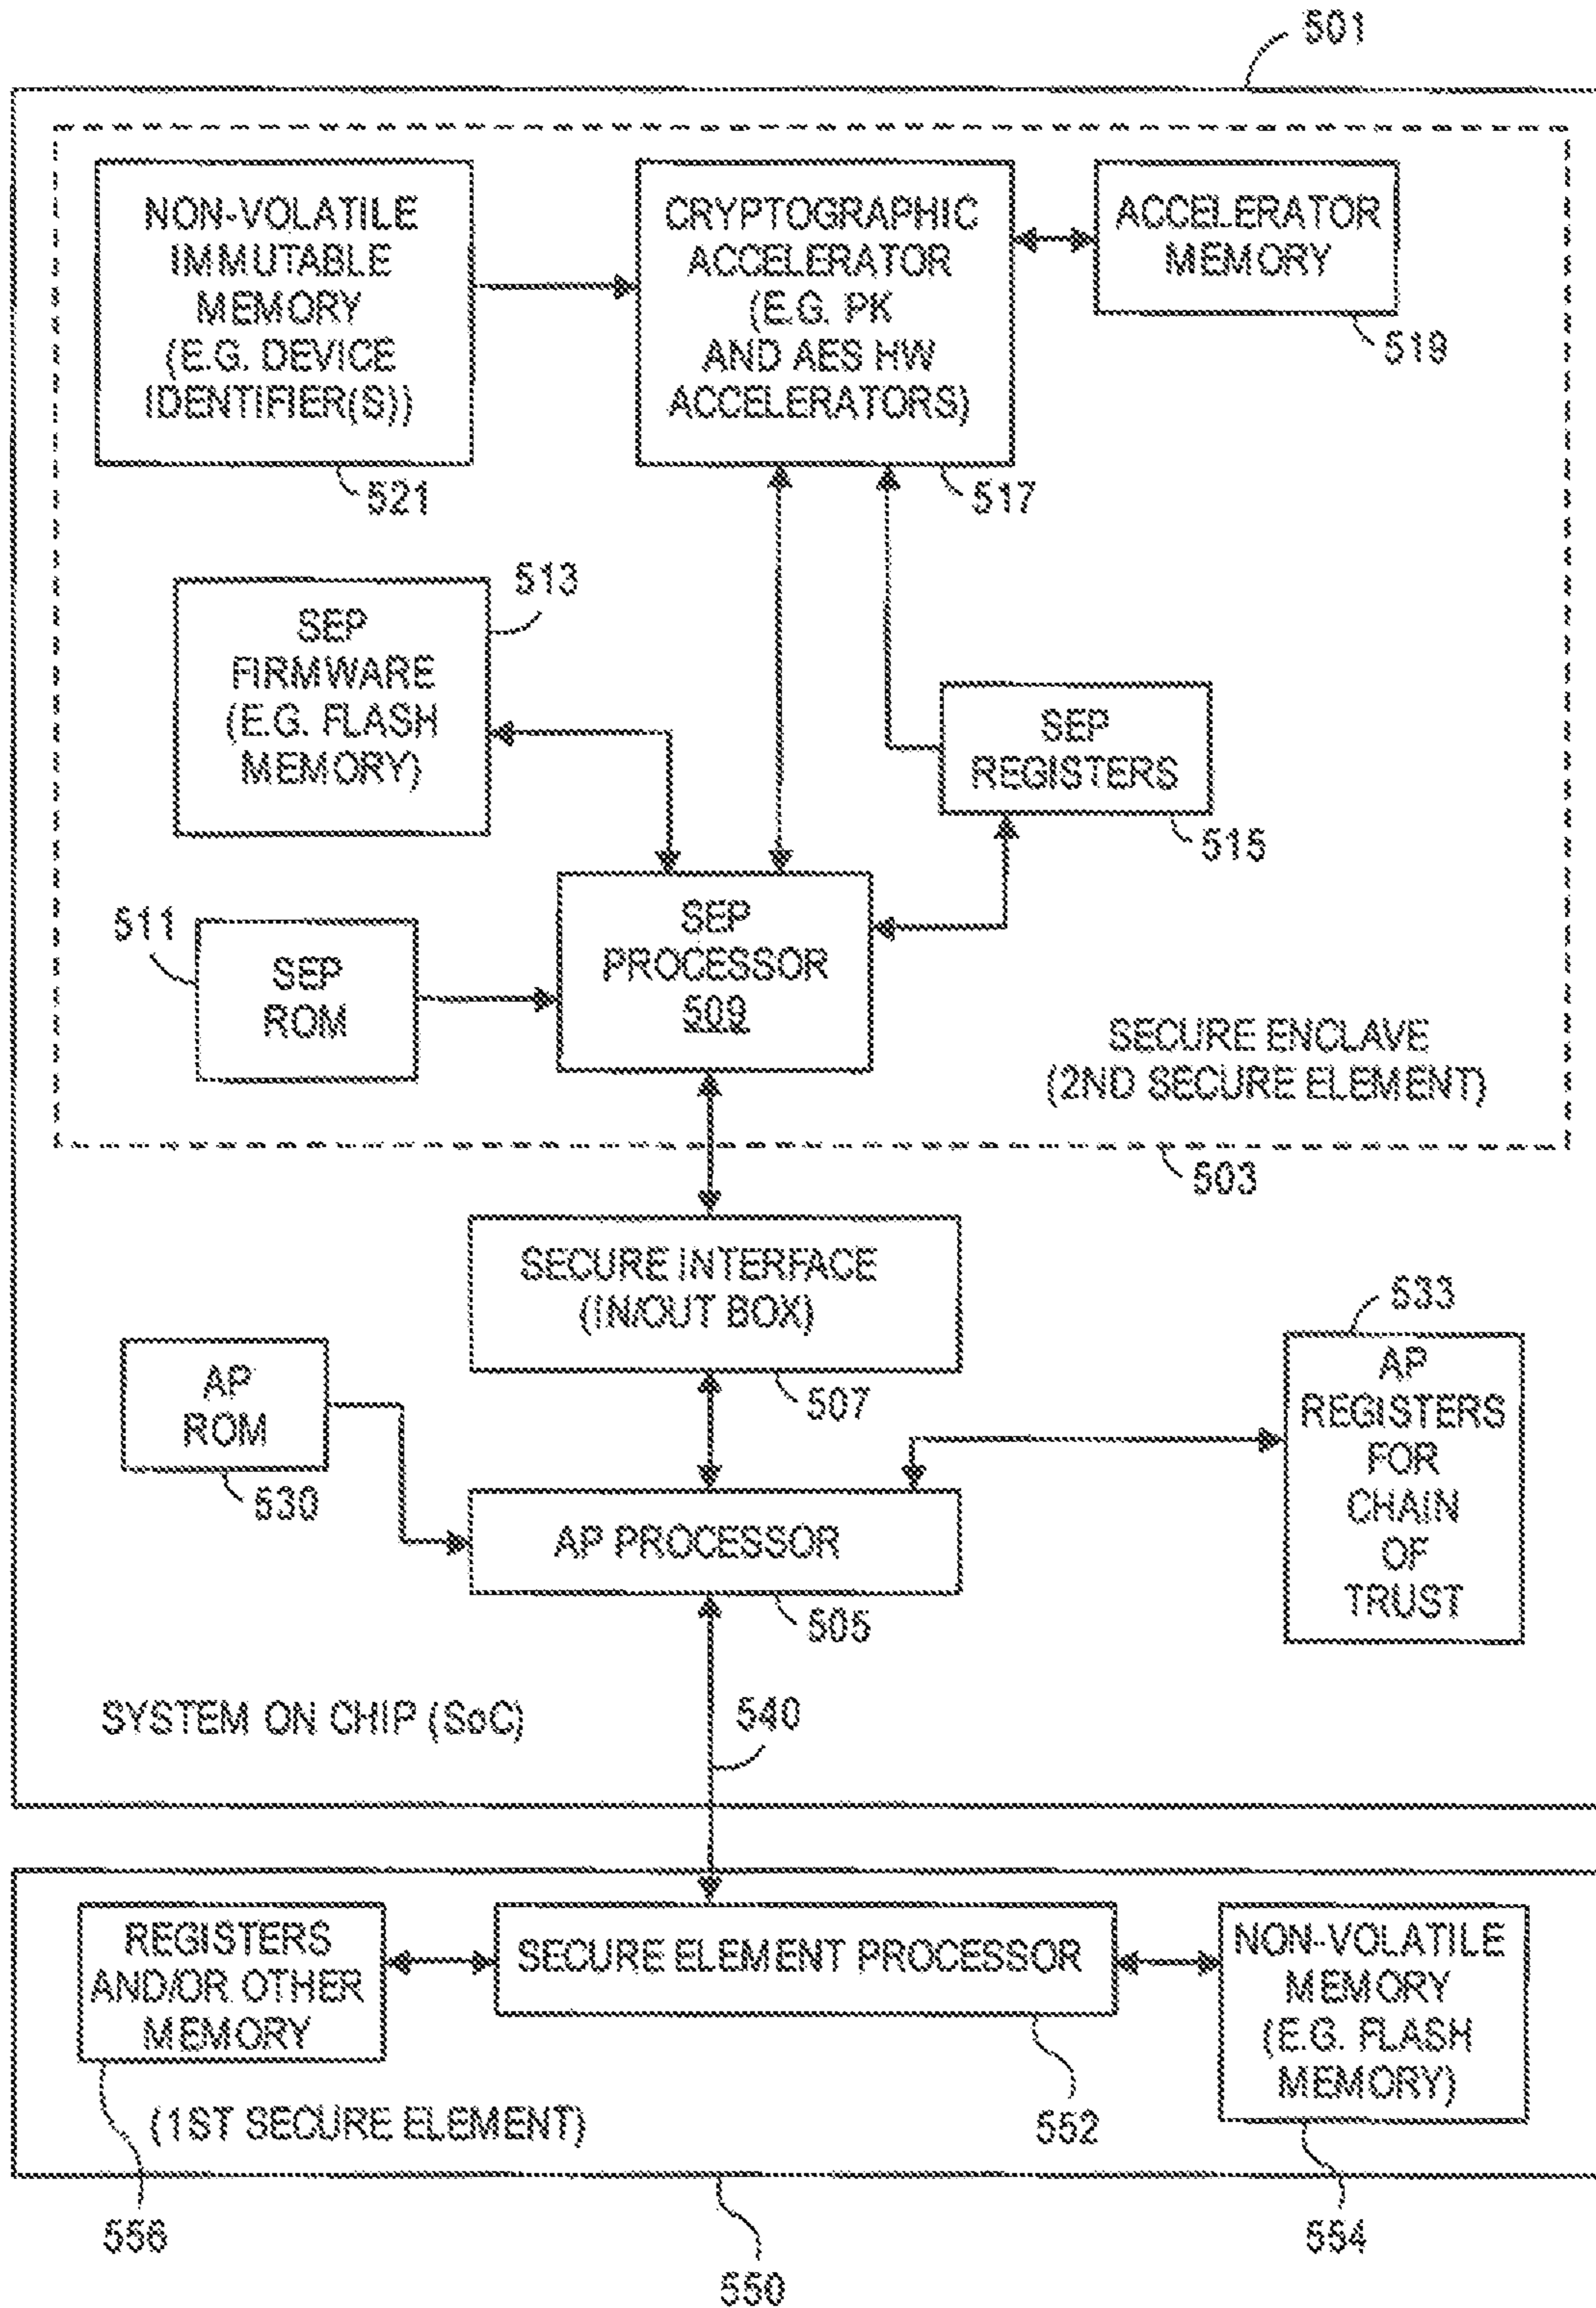 501
NON-VOLATILE
IMMUTABLE
MEMORY
(E.G. DEVICE
IDENTIFIER(S))
521
CRYPTOGRAPHIC
ACCELERATOR
(E.G. PK
AND AES HW
ACCELERATORS)
517
ACCELERATOR
MEMORY
519
513
SEP
FIRMWARE
(E.G. FLASH
MEMORY)
SEP
REGISTERS
515
511
SEP
ROM
SEP
PROCESSOR
509
SECURE ENCLAVE
(2ND SECURE ELEMENT)
503
SECURE INTERFACE
(IN/OUT BOX)
507
AP
ROM
530
533
AP
REGISTERS
FOR
CHAIN
OF
TRUST
AP PROCESSOR
505
SYSTEM ON CHIP (SoC)
540
REGISTERS
AND/OR OTHER
MEMORY
SECURE ELEMENT PROCESSOR
NON-VOLATILE
MEMORY
(E.G. FLASH
MEMORY)
(1ST SECURE ELEMENT)
552
556
550
554